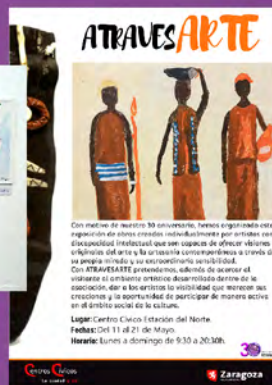 ATRAVESARTE
Con motivo de nuestro 30 aniversario, hemos organizado esta
exposición de obras creadas individualmente por artistas con
discapacidad intelectual que son capaces de ofrecer visiones
originales del arte y la artesanía contemporáneos a través de
su propia mirada y su extraordinaria sensibilidad.
Con ATRAVESARTE pretendemos, además de acercar al
visitante al ambiente artístico desarrollado dentro de la
asociación, dar a los artistas la visibilidad que merecen sus
creaciones y la oportunidad de participar de manera activa
en el ámbito social de la cultura.
Lugar: Centro Cívico Estación del Norte.
Fechas: Del 11 al 21 de Mayo.
Horario: Lunes a domingo de 9:30 a 20:30h.
30
Centros Cívicos
Zaragoza